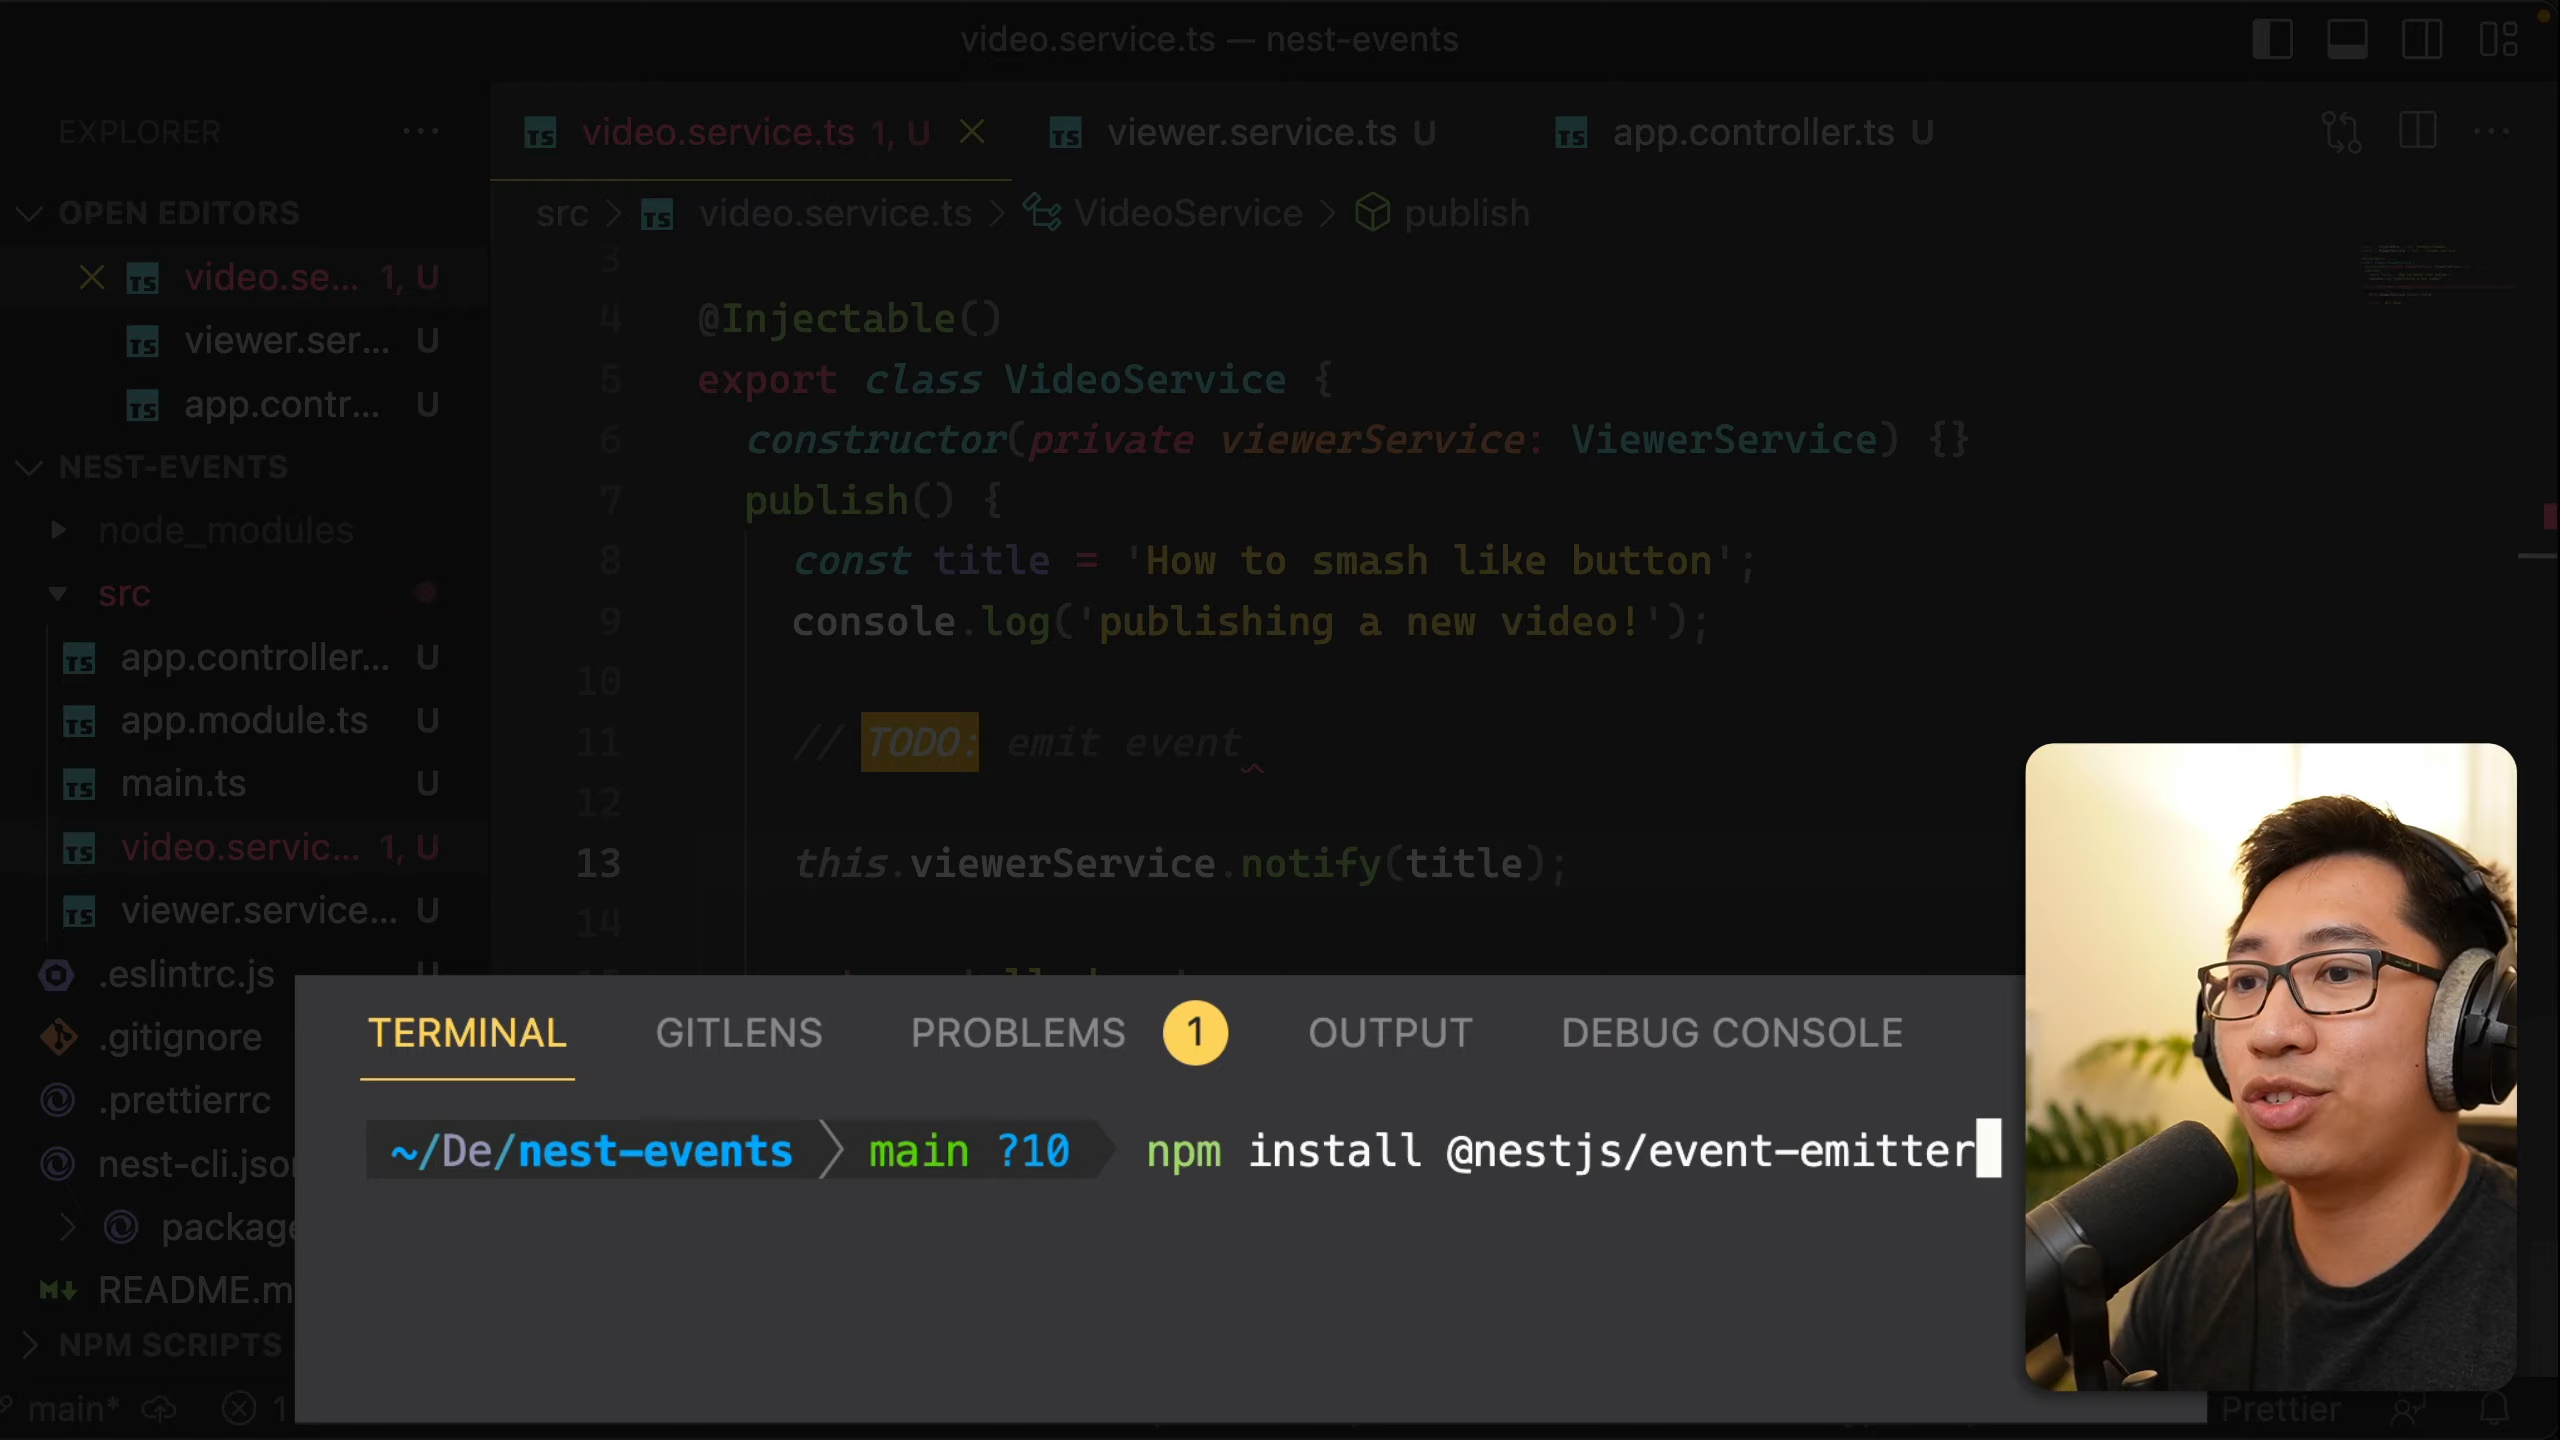 video.service.ts — nest-events
EXPLORER ...
video.service.ts 1, U
viewer.service.ts U
app.controller.ts U
OPEN EDITORS
src > video.service.ts > VideoService > publish
video.se... 1, U
viewer.ser... U
app.contr... U
NEST-EVENTS
node_modules
src
app.controller... U
app.module.ts U
main.ts U
video.servic... 1, U
viewer.service... U
.eslintrc.js U
.gitignore
.prettierrc
nest-cli.json
package
README.m
NPM SCRIPTS
main*
1
3
4 @Injectable()
5 export class VideoService {
6 constructor(private viewerService: ViewerService) {}
7 publish() {
8 const title = 'How to smash like button';
9 console.log('publishing a new video!');
10
11 // TODO: emit event
12
13 this.viewerService.notify(title);
14
TERMINAL GITLENS PROBLEMS 1 OUTPUT DEBUG CONSOLE
~/De/nest-events main ?10 npm install @nestjs/event-emitter
Prettier